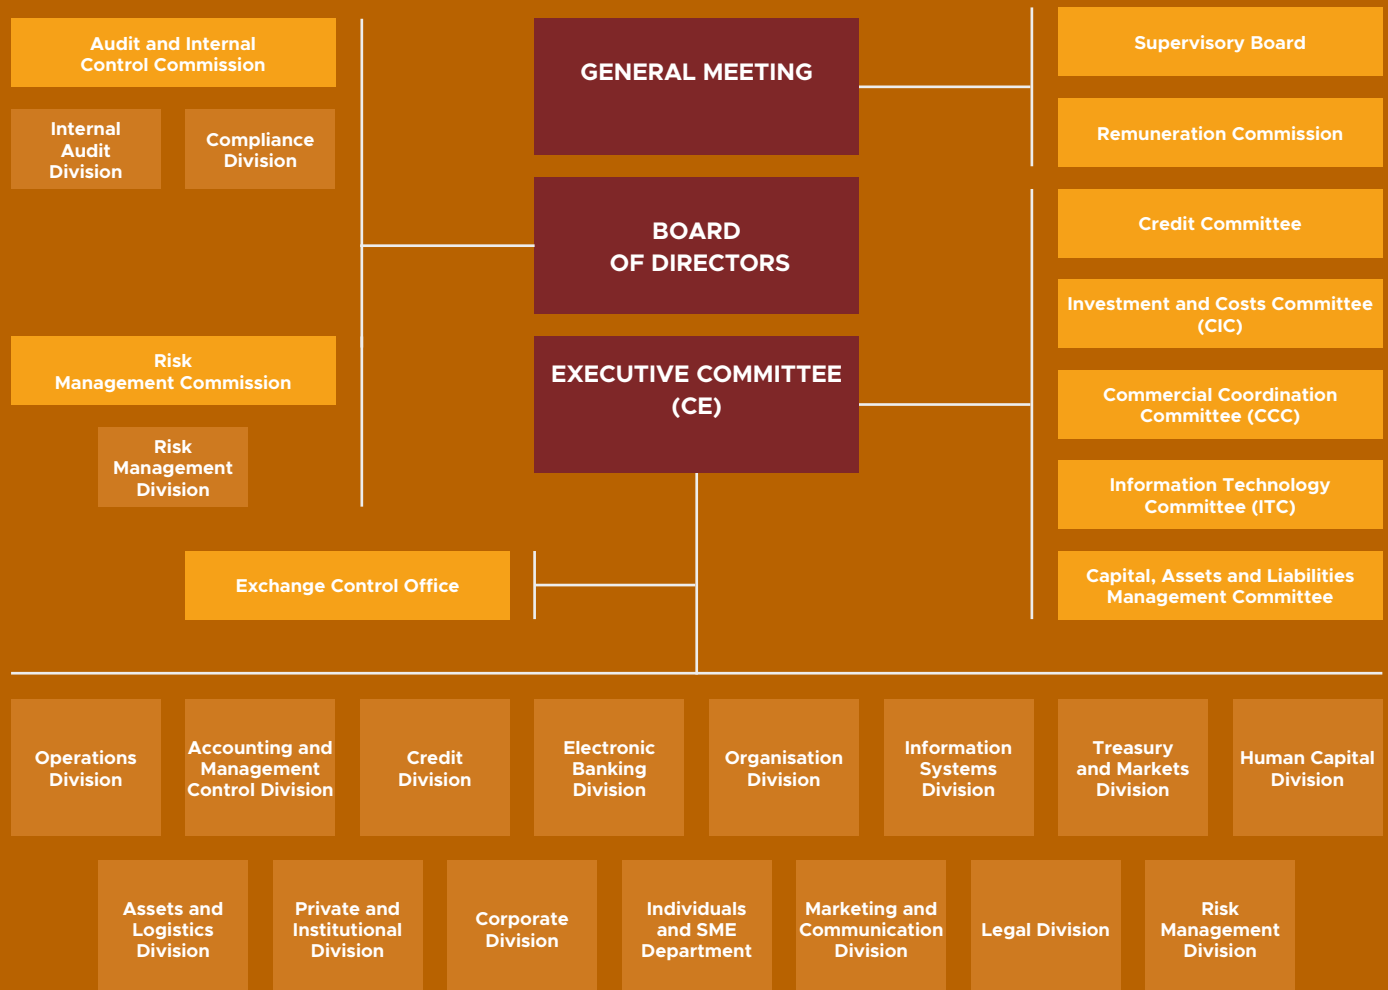 Audit and Internal
Control Commission
Internal
Audit
Division
Compliance
Division
Risk
Management Commission
Risk
Management
Division
GENERAL MEETING
BOARD
OF DIRECTORS
EXECUTIVE COMMITTEE
(CE)
Supervisory Board
Remuneration Commission
Credit Committee
Investment and Costs Committee
(CIC)
Commercial Coordination
Committee (CCC)
Information Technology
Committee (ITC)
Capital, Assets and Liabilities
Management Committee
Exchange Control Office
Operations
Division
Accounting and
Management
Control Division
Credit
Division
Electronic
Banking
Division
Organisation
Division
Information
Systems
Division
Treasury
and Markets
Division
Human Capital
Division
Assets and
Logistics
Division
Private and
Institutional
Division
Corporate
Division
Individuals
and SME
Department
Marketing and
Communication
Division
Legal Division
Risk
Management
Division